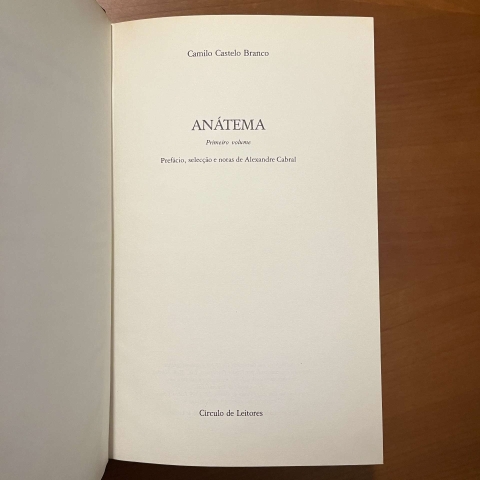 Camilo Castelo Branco
ANÁTEMA
Primeiro volume
Prefácio, selecção e notas de Alexandre Cabral
Círculo de Leitores